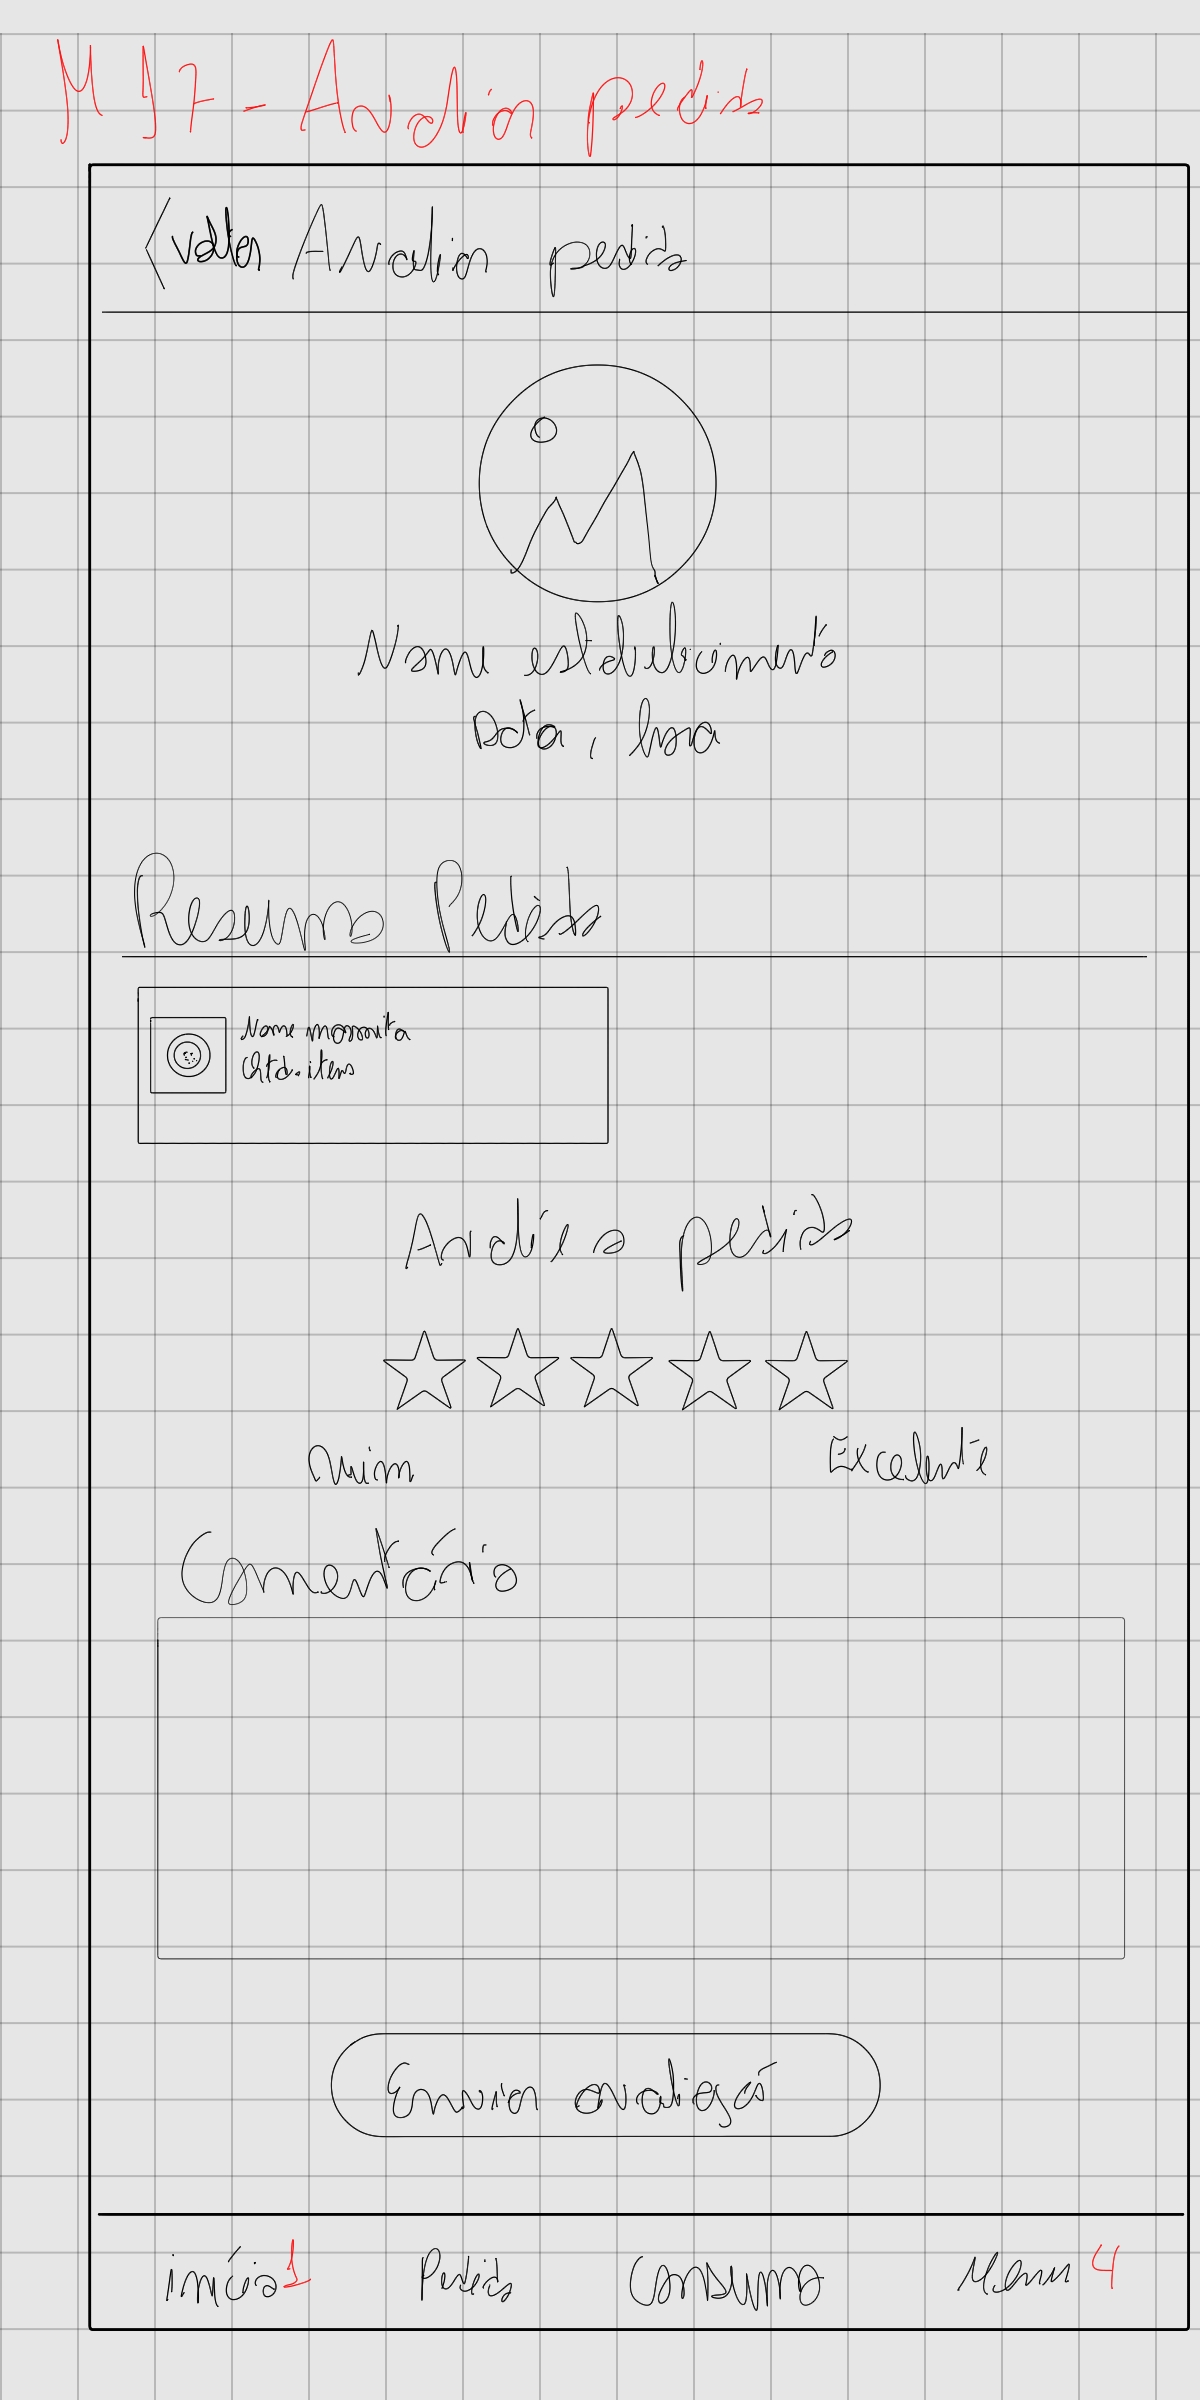 M17 - Avaliar pedido
< voltar Avaliar pedido
Nome estabelecimento
Data, hora
Resumo Pedido
Nome marmita
Qtd. itens
Avalie o pedido
ruim
Excelente
Comentário
Enviar avaliação
início 1 Pedido Consumo Menu 4